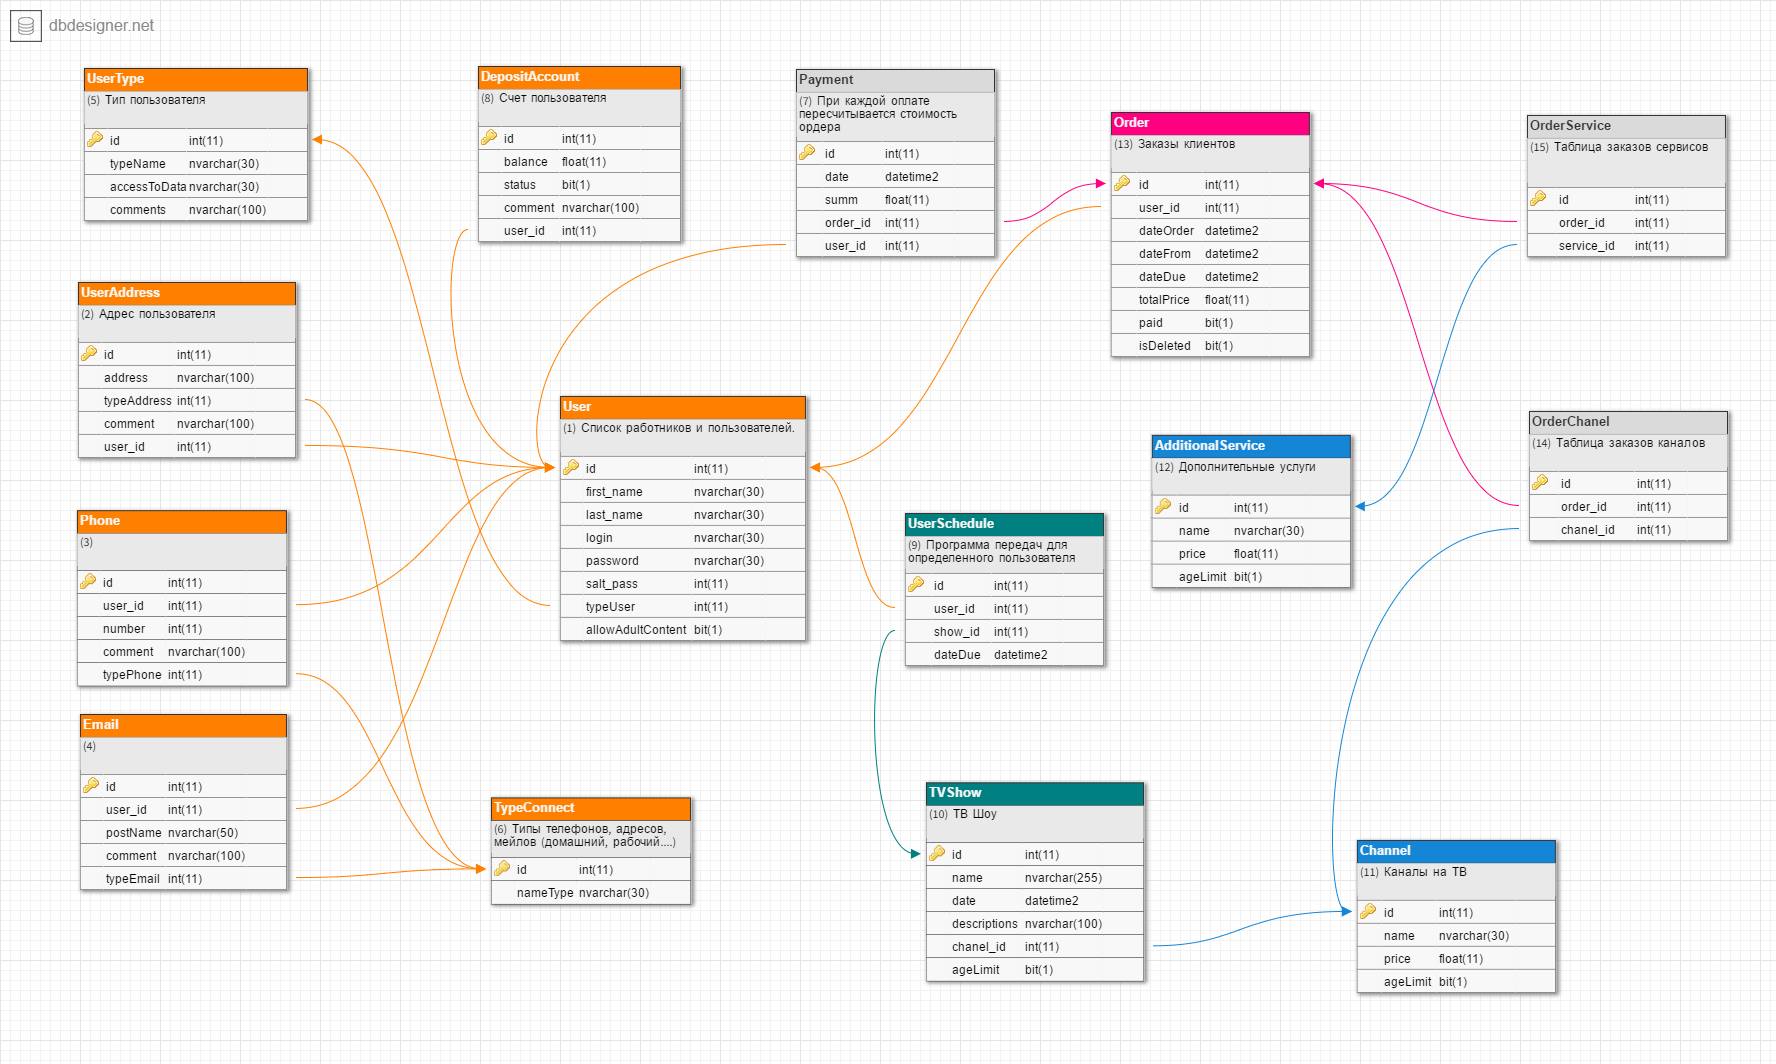 dbdesigner.net
UserType
(5) Тип пользователя
id int(11)
typeName nvarchar(30)
accessToData nvarchar(30)
comments nvarchar(100)
DepositAccount
(8) Счет пользователя
id int(11)
balance float(11)
status bit(1)
comment nvarchar(100)
user_id int(11)
Payment
(7) При каждой оплате
пересчитывается стоимость
ордера
id int(11)
date datetime2
summ float(11)
order_id int(11)
user_id int(11)
Order
(13) Заказы клиентов
id int(11)
user_id int(11)
dateOrder datetime2
dateFrom datetime2
dateDue datetime2
totalPrice float(11)
paid bit(1)
isDeleted bit(1)
OrderService
(15) Таблица заказов сервисов
id int(11)
order_id int(11)
service_id int(11)
UserAddress
(2) Адрес пользователя
id int(11)
address nvarchar(100)
typeAddress int(11)
comment nvarchar(100)
user_id int(11)
User
(1) Список работников и пользователей.
id int(11)
first_name nvarchar(30)
last_name nvarchar(30)
login nvarchar(30)
password nvarchar(30)
salt_pass int(11)
typeUser int(11)
allowAdultContent bit(1)
AdditionalService
(12) Дополнительные услуги
id int(11)
name nvarchar(30)
price float(11)
ageLimit bit(1)
OrderChanel
(14) Таблица заказов каналов
id int(11)
order_id int(11)
chanel_id int(11)
Phone
(3)
id int(11)
user_id int(11)
number int(11)
comment nvarchar(100)
typePhone int(11)
UserSchedule
(9) Программа передач для
определенного пользователя
id int(11)
user_id int(11)
show_id int(11)
dateDue datetime2
Email
(4)
id int(11)
user_id int(11)
postName nvarchar(50)
comment nvarchar(100)
typeEmail int(11)
TypeConnect
(6) Типы телефонов, адресов,
мейлов (домашний, рабочий....)
id int(11)
nameType nvarchar(30)
TVShow
(10) ТВ Шоу
id int(11)
name nvarchar(255)
date datetime2
descriptions nvarchar(100)
chanel_id int(11)
ageLimit bit(1)
Channel
(11) Каналы на ТВ
id int(11)
name nvarchar(30)
price float(11)
ageLimit bit(1)